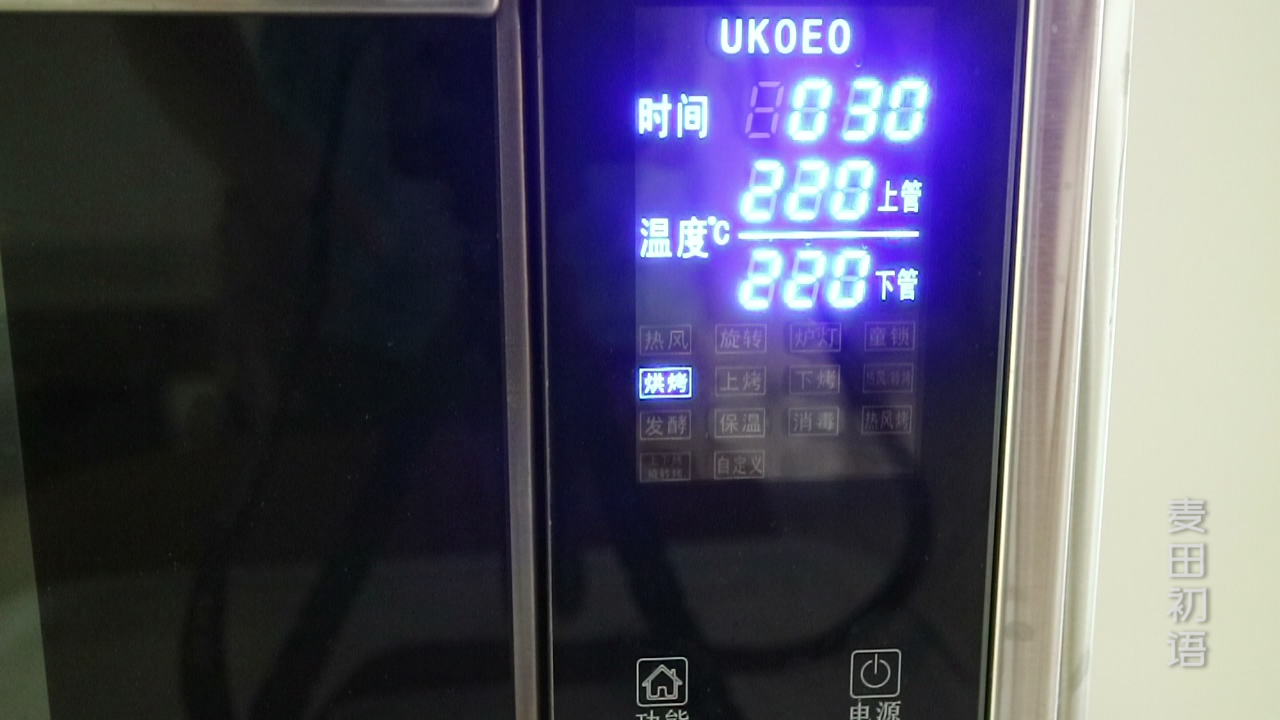 UKOEO
时间 030
220 上管
温度℃
220 下管
热风 旋转 炉灯 童锁
烘烤 上烤 下烤
发酵 保温 消毒 热风烤
自定义
功能 电源
麦田初语